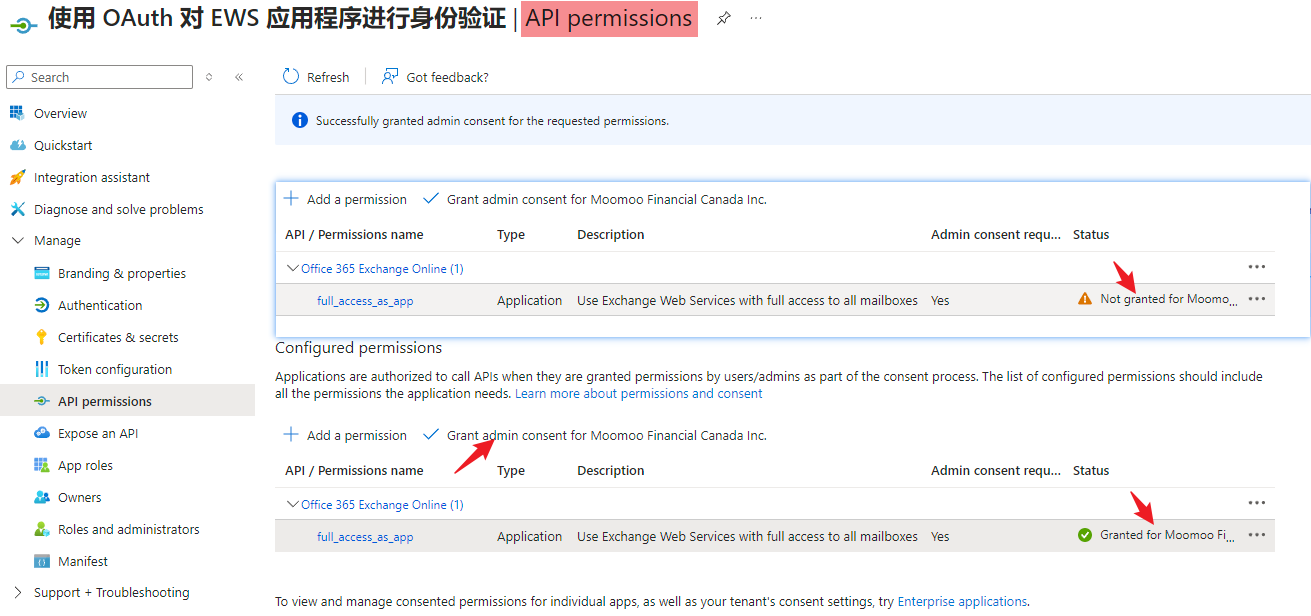 使用 OAuth 对 EWS 应用程序进行身份验证 | API permissions
Search
Refresh
Got feedback?
Overview
Quickstart
Integration assistant
Diagnose and solve problems
Manage
Branding & properties
Authentication
Certificates & secrets
Token configuration
API permissions
Expose an API
App roles
Owners
Roles and administrators
Manifest
Support + Troubleshooting
Successfully granted admin consent for the requested permissions.
Add a permission Grant admin consent for Moomoo Financial Canada Inc.
API / Permissions name Type Description Admin consent requ... Status
Office 365 Exchange Online (1)
full_access_as_app Application Use Exchange Web Services with full access to all mailboxes Yes Not granted for Moomo...
Configured permissions
Applications are authorized to call APIs when they are granted permissions by users/admins as part of the consent process. The list of configured permissions should include
all the permissions the application needs. Learn more about permissions and consent
Add a permission Grant admin consent for Moomoo Financial Canada Inc.
API / Permissions name Type Description Admin consent requ... Status
Office 365 Exchange Online (1)
full_access_as_app Application Use Exchange Web Services with full access to all mailboxes Yes Granted for Moomoo Fi...
To view and manage consented permissions for individual apps, as well as your tenant's consent settings, try Enterprise applications.